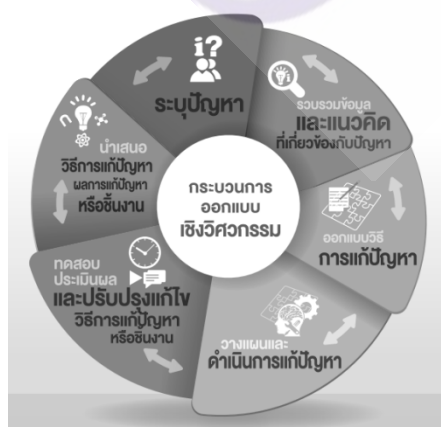 i?
ระบุปัญหา
รวบรวมข้อมูล
และแนวคิด
ที่เกี่ยวข้องกับปัญหา
ออกแบบวิธี
การแก้ปัญหา
วางแผนและ
ดำเนินการแก้ปัญหา
ทดสอบ
ประเมินผล
และปรับปรุงแก้ไข
วิธีการแก้ปัญหา
หรือชิ้นงาน
นำเสนอ
วิธีการแก้ปัญหา
ผลการแก้ปัญหา
หรือชิ้นงาน
กระบวนการ
ออกแบบ
เชิงวิศวกรรม